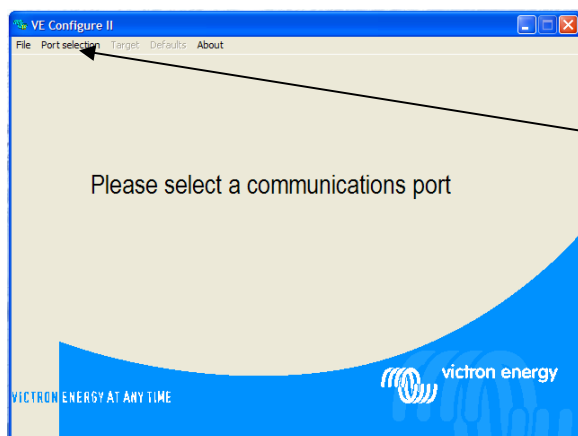 VE Configure II
File Port selection Target Defaults About
Please select a communications port
victron energy
VICTRON ENERGY AT ANY TIME